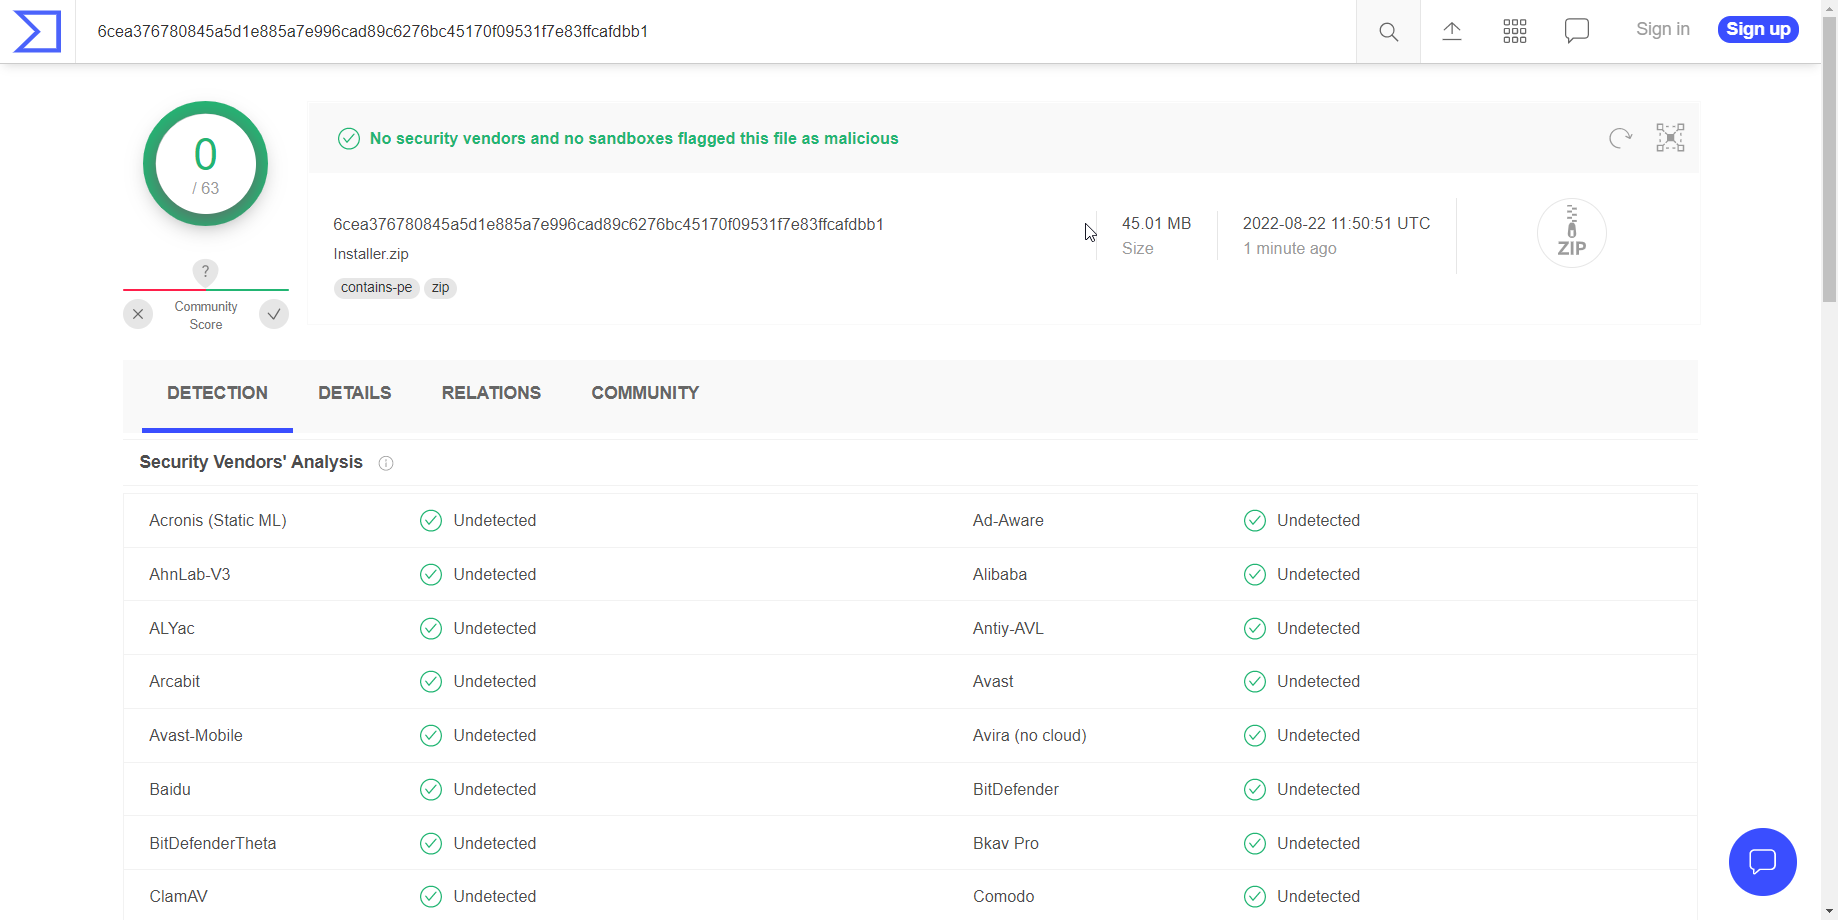 6cea376780845a5d1e885a7e996cad89c6276bc45170f09531f7e83ffcafdbb1
Sign in
Sign up
0
/ 63
No security vendors and no sandboxes flagged this file as malicious
6cea376780845a5d1e885a7e996cad89c6276bc45170f09531f7e83ffcafdbb1
Installer.zip
contains-pe
zip
45.01 MB
Size
2022-08-22 11:50:51 UTC
1 minute ago
ZIP
?
Community
Score
DETECTION
DETAILS
RELATIONS
COMMUNITY
Security Vendors' Analysis
Acronis (Static ML) Undetected Ad-Aware Undetected
AhnLab-V3 Undetected Alibaba Undetected
ALYac Undetected Antiy-AVL Undetected
Arcabit Undetected Avast Undetected
Avast-Mobile Undetected Avira (no cloud) Undetected
Baidu Undetected BitDefender Undetected
BitDefenderTheta Undetected Bkav Pro Undetected
ClamAV Undetected Comodo Undetected